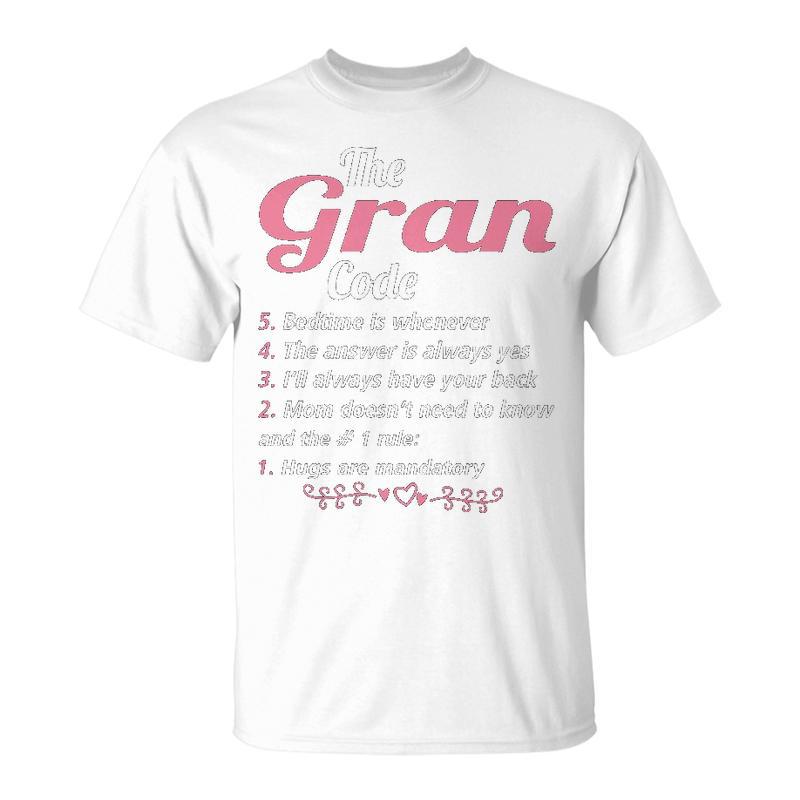 The
Gran
Code
5. Bedtime is whenever
4. The answer is always yes
3. I'll always have your back
2. Mom doesn't need to know
and the # 1 rule:
1. Hugs are mandatory